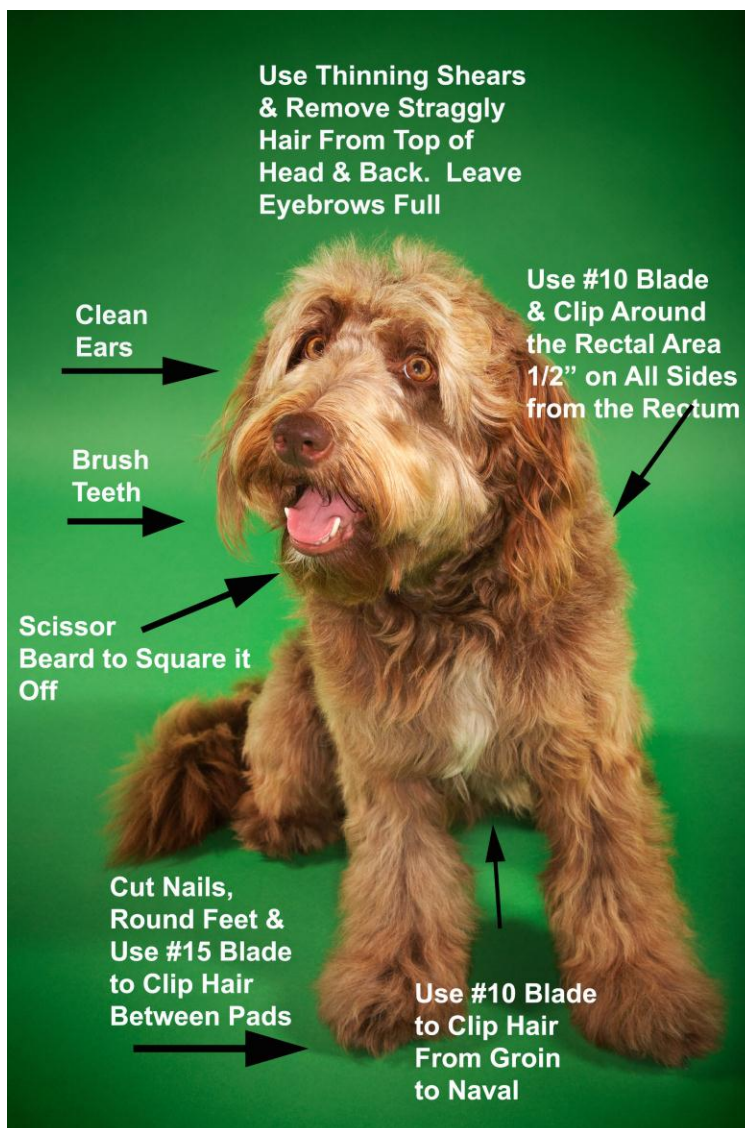 Use Thinning Shears
& Remove Straggly
Hair From Top of
Head & Back.  Leave
Eyebrows Full
Clean
Ears
Use #10 Blade
& Clip Around
the Rectal Area
1/2” on All Sides
from the Rectum
Brush
Teeth
Scissor
Beard to Square it
Off
Cut Nails,
Round Feet &
Use #15 Blade
to Clip Hair
Between Pads
Use #10 Blade
to Clip Hair
From Groin
to Naval